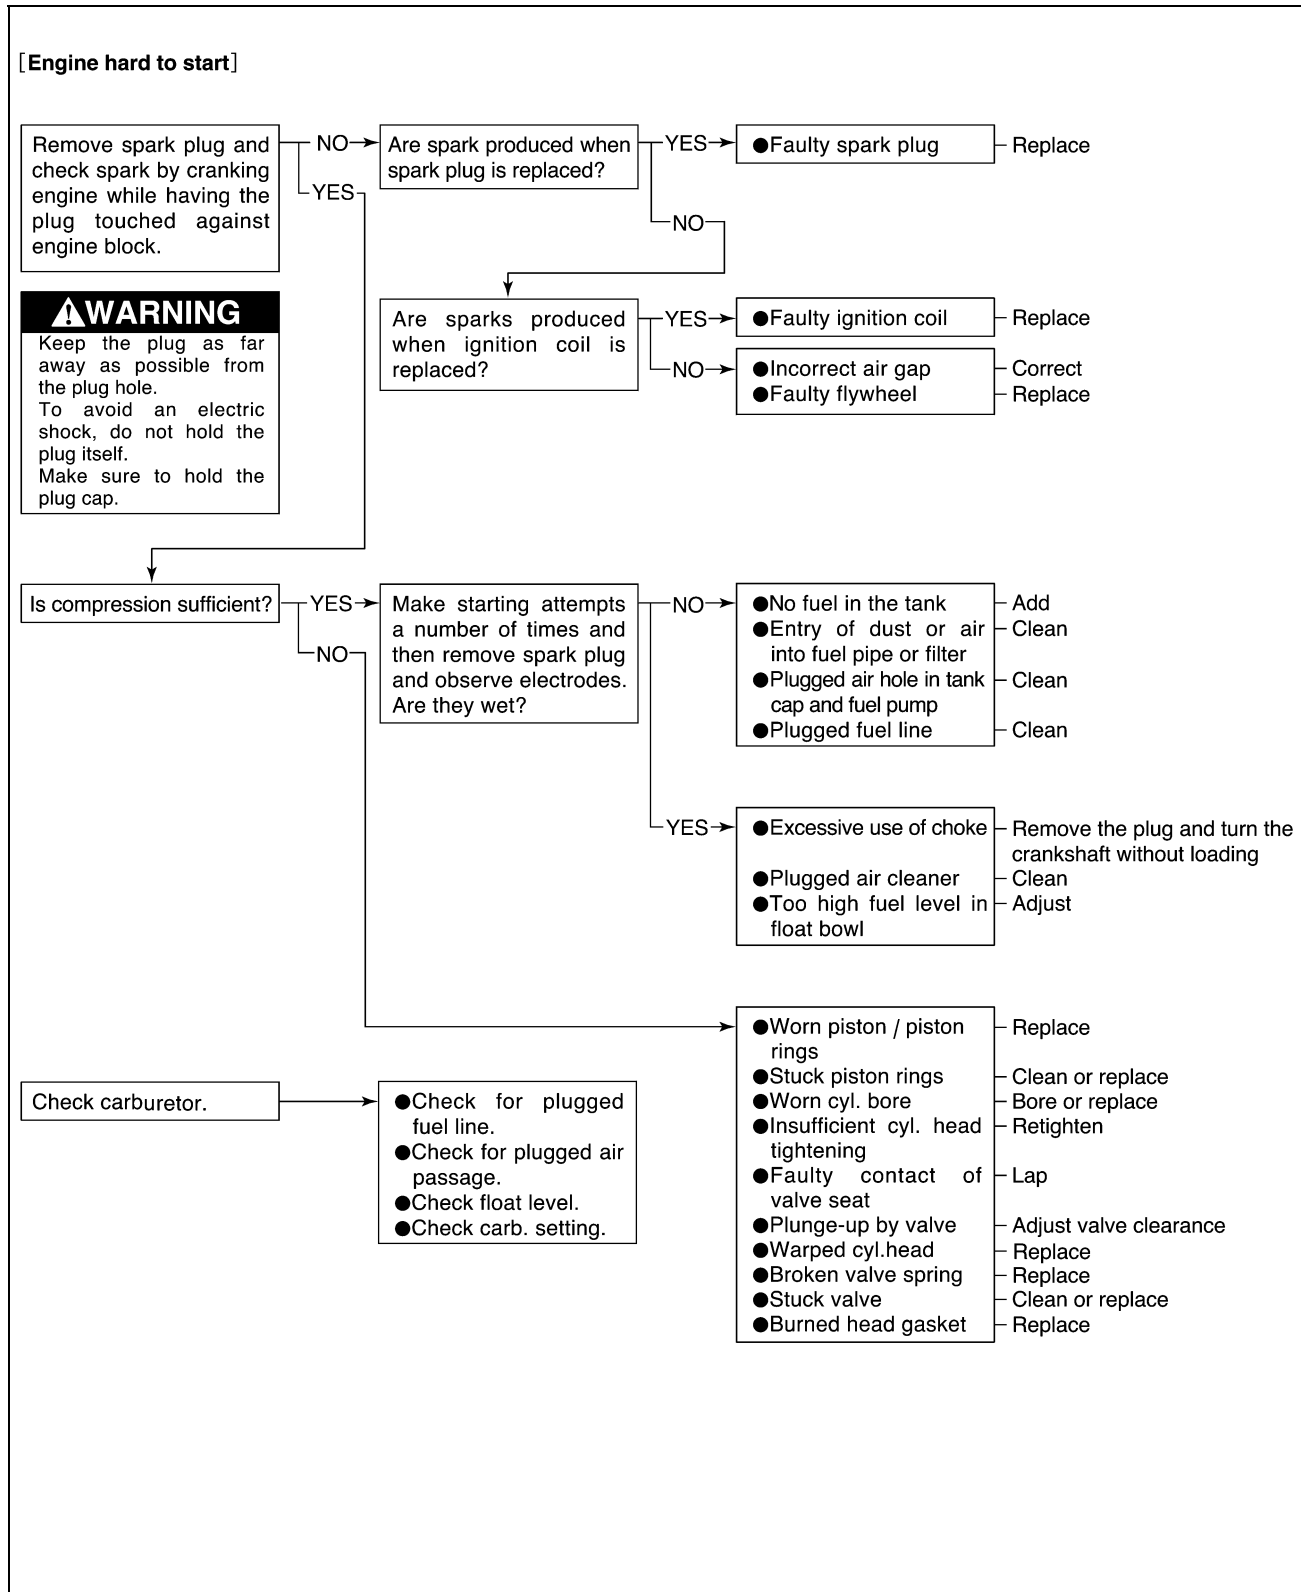 [Engine hard to start]
Remove spark plug and
check spark by cranking
engine while having the
plug touched against
engine block.
NO
YES
Are spark produced when
spark plug is replaced?
YES
NO
●Faulty spark plug
Replace
⚠WARNING
Keep the plug as far
away as possible from
the plug hole.
To avoid an electric
shock, do not hold the
plug itself.
Make sure to hold the
plug cap.
Are sparks produced
when ignition coil is
replaced?
YES
NO
●Faulty ignition coil
Replace
●Incorrect air gap
Correct
●Faulty flywheel
Replace
Is compression sufficient?
YES
NO
Make starting attempts
a number of times and
then remove spark plug
and observe electrodes.
Are they wet?
NO
●No fuel in the tank
Add
●Entry of dust or air
into fuel pipe or filter
Clean
●Plugged air hole in tank
cap and fuel pump
Clean
●Plugged fuel line
Clean
YES
●Excessive use of choke
Remove the plug and turn the
crankshaft without loading
●Plugged air cleaner
Clean
●Too high fuel level in
float bowl
Adjust
●Worn piston / piston
rings
Replace
●Stuck piston rings
Clean or replace
●Worn cyl. bore
Bore or replace
●Insufficient cyl. head
tightening
Retighten
●Faulty contact of
valve seat
Lap
●Plunge-up by valve
Adjust valve clearance
●Warped cyl.head
Replace
●Broken valve spring
Replace
●Stuck valve
Clean or replace
●Burned head gasket
Replace
Check carburetor.
●Check for plugged
fuel line.
●Check for plugged air
passage.
●Check float level.
●Check carb. setting.